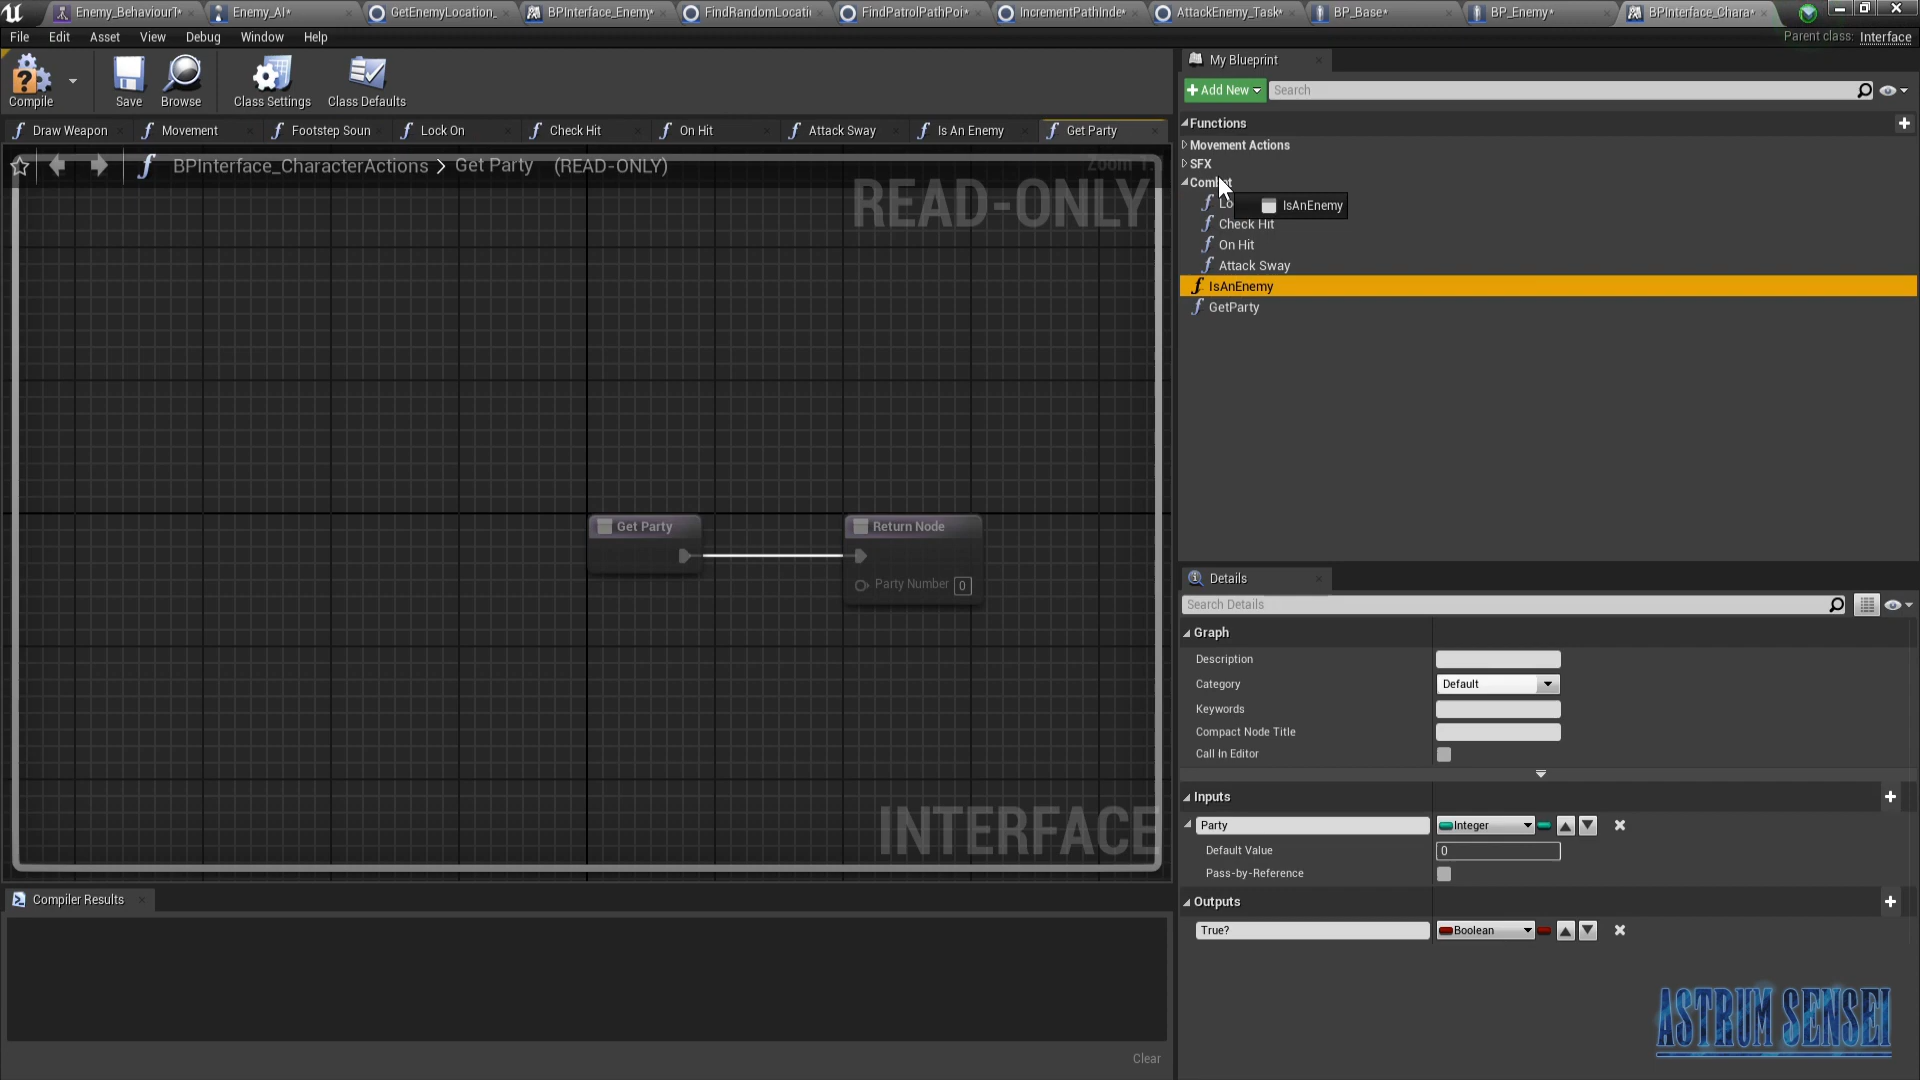 Enemy_BehaviourT*
Enemy_AI*
GetEnemyLocation_
BPInterface_Enemy*
FindRandomLocati
FindPatrolPathPoi*
IncrementPathInde*
AttackEnemy_Task*
BP_Base*
BP_Enemy*
BPInterface_Chara*
File Edit Asset View Debug Window Help
Parent class: Interface
Compile
Save
Browse
Class Settings
Class Defaults
My Blueprint
Add New
Search
Draw Weapon
Movement
Footstep Soun
Lock On
Check Hit
On Hit
Attack Sway
Is An Enemy
Get Party
BPInterface_CharacterActions > Get Party (READ-ONLY)
READ-ONLY
Get Party
Return Node
Party Number 0
INTERFACE
Functions
Movement Actions
SFX
Combat
IsAnEnemy
Check Hit
On Hit
Attack Sway
IsAnEnemy
GetParty
Details
Search Details
Graph
Description
Category Default
Keywords
Compact Node Title
Call In Editor
Inputs
Party Integer
Default Value 0
Pass-by-Reference
Outputs
True? Boolean
Compiler Results
Clear
ASTRUM SENSEI